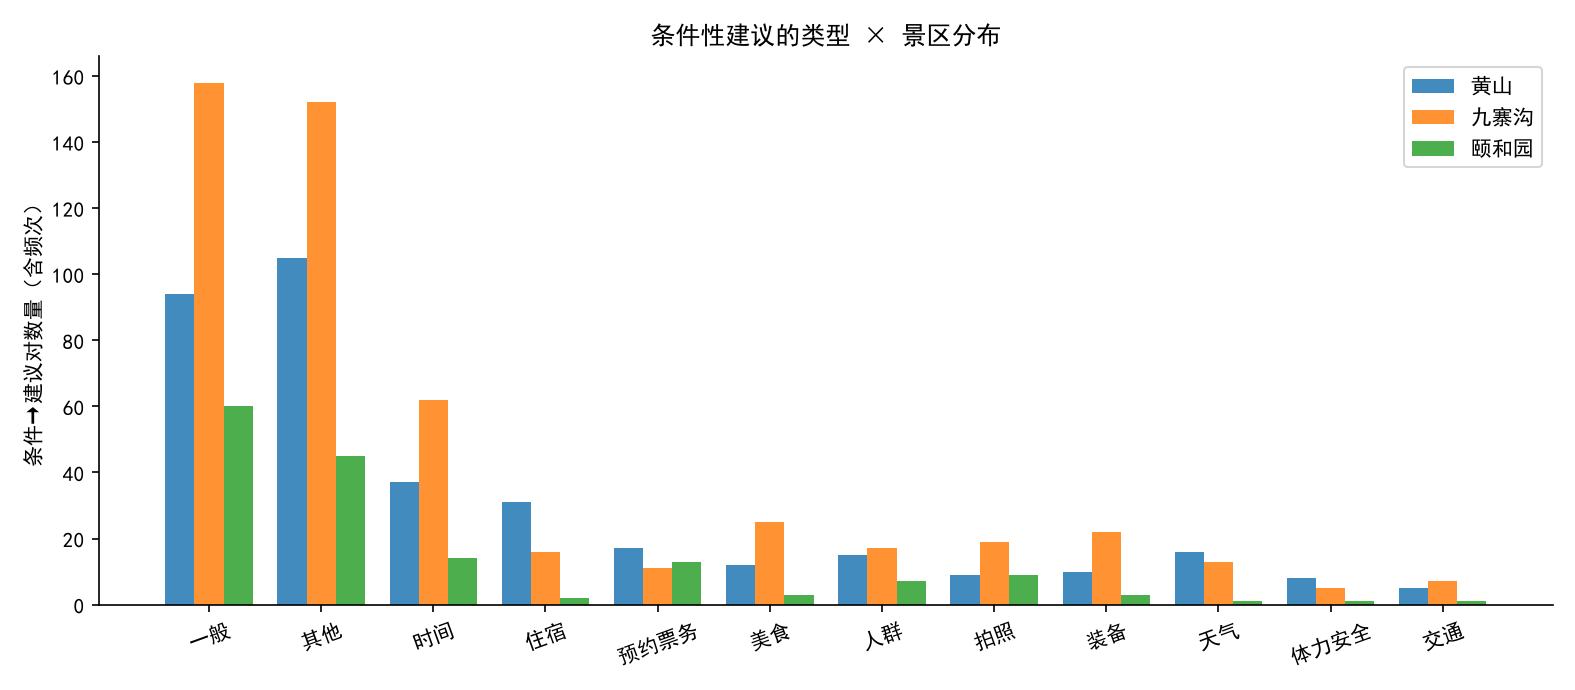 条件性建议的类型 × 景区分布
条件→建议对数量（含频次）
160
140
120
100
80
60
40
20
0
黄山
九寨沟
颐和园
一般
其他
时间
住宿
预约票务
美食
人群
拍照
装备
天气
体力安全
交通